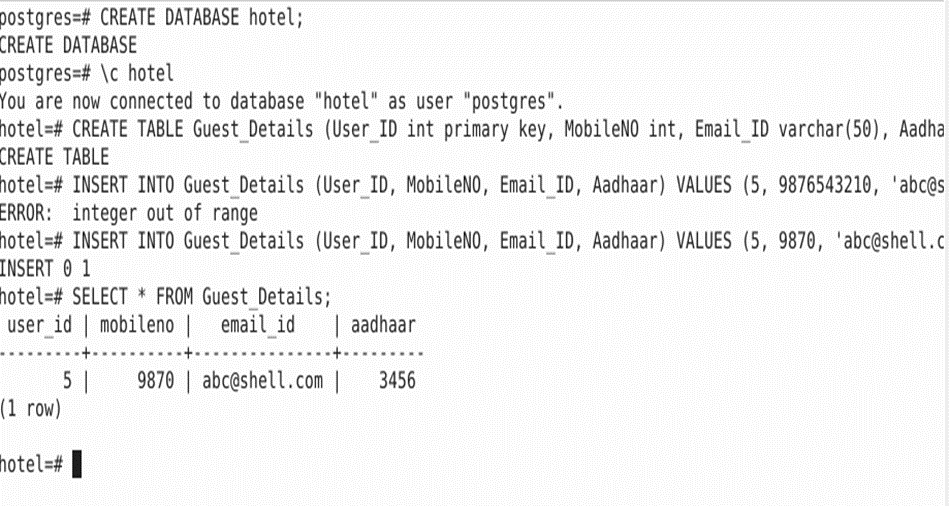 postgres=# CREATE DATABASE hotel;
CREATE DATABASE
postgres=# \c hotel
You are now connected to database "hotel" as user "postgres".
hotel=# CREATE TABLE Guest_Details (User_ID int primary key, MobileNO int, Email_ID varchar(50), Aadha
CREATE TABLE
hotel=# INSERT INTO Guest_Details (User_ID, MobileNO, Email_ID, Aadhaar) VALUES (5, 9876543210, 'abc@s
ERROR:  integer out of range
hotel=# INSERT INTO Guest_Details (User_ID, MobileNO, Email_ID, Aadhaar) VALUES (5, 9870, 'abc@shell.c
INSERT 0 1
hotel=# SELECT * FROM Guest_Details;
 user_id | mobileno |   email_id    | aadhaar
---------+----------+---------------+---------
       5 |     9870 | abc@shell.com |    3456
(1 row)
hotel=#